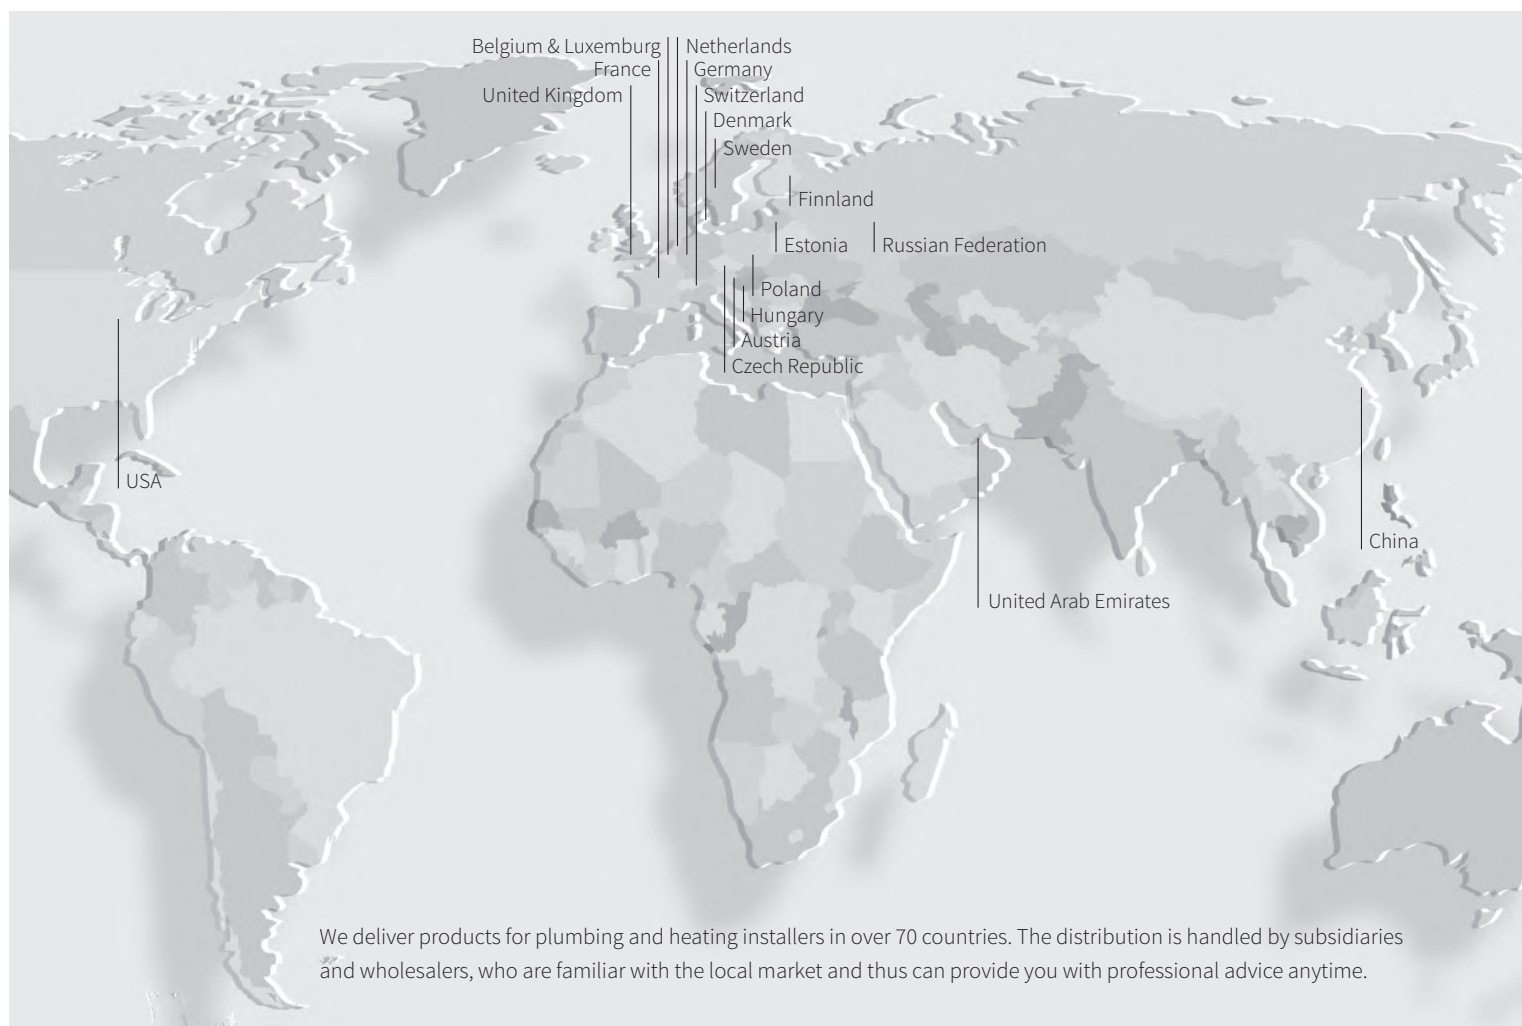 Belgium & Luxemburg
Netherlands
France
Germany
United Kingdom
Switzerland
Denmark
Sweden
Finnland
Estonia
Russian Federation
Poland
Hungary
Austria
Czech Republic
USA
China
United Arab Emirates
We deliver products for plumbing and heating installers in over 70 countries. The distribution is handled by subsidiaries
and wholesalers, who are familiar with the local market and thus can provide you with professional advice anytime.